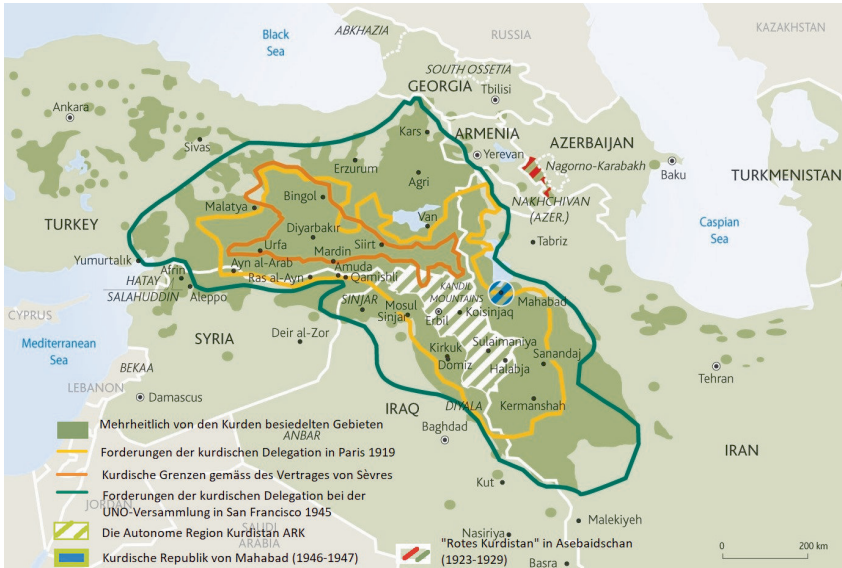 KAZAKHSTAN
RUSSIA
ABKHAZIA
Black
Sea
SOUTH OSSETIA
GEORGIA
Tbilisi
Ankara
Kars
ARMENIA
AZERBAIJAN
Sivas
Erzurum
Yerevan
Nagorno-Karabakh
Baku
Agri
TURKMENISTAN
Bingol
NAKHCHIVAN
(AZER.)
Malatya
Van
TURKEY
Diyarbakır
Caspian
Sea
Urfa
Siirt
Mardin
Tabriz
Yumurtalik
Ayn al-Arab
Amuda
Afrin
Ras al-Ayn
Qamishli
HATAY
KANDIL
MOUNTAINS
SALAHUDDIN
Aleppo
SINJAR
Mosul
Mahabad
Sinjar
Erbil
Koisinjaq
CYPRUS
SYRIA
Deir al-Zor
Sulaimaniya
Mediterranean
Sea
Kirkuk
Sanandaj
Domiz
Halabja
BEKAA
Tehran
LEBANON
Damascus
IRAQ
DIYALA
Kermanshah
Baghdad
ANBAR
IRAN
Kut
JORDAN
SAUDI
ARABIA
Malekiyeh
Nasiriya
Basra
Mehrheitlich von den Kurden besiedelten Gebieten
Forderungen der kurdischen Delegation in Paris 1919
Kurdische Grenzen gemäss des Vertrages von Sèvres
Forderungen der kurdischen Delegation bei der
UNO-Versammlung in San Francisco 1945
Die Autonome Region Kurdistan ARK
Kurdische Republik von Mahabad (1946-1947)
"Rotes Kurdistan" in Asebaidschan
(1923-1929)
0
200 km